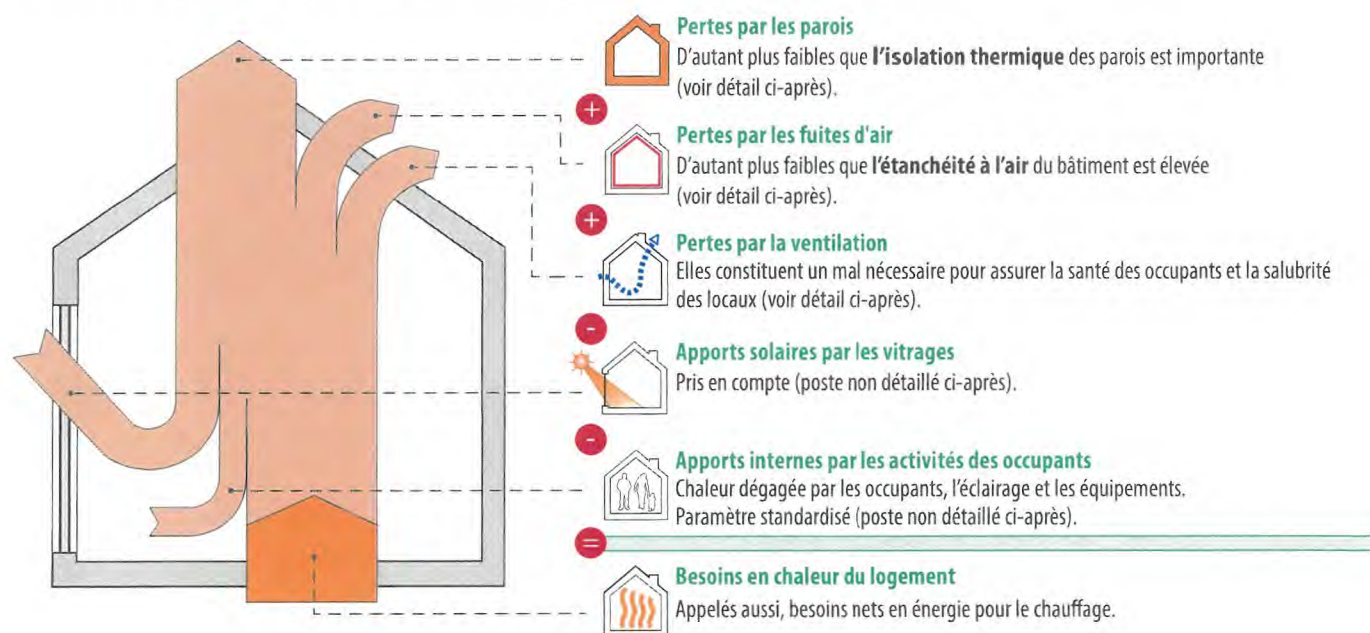 Pertes par les parois
D'autant plus faibles que l'isolation thermique des parois est importante
(voir détail ci-après).
+
Pertes par les fuites d'air
D'autant plus faibles que l'étanchéité à l'air du bâtiment est élevée
(voir détail ci-après).
+
Pertes par la ventilation
Elles constituent un mal nécessaire pour assurer la santé des occupants et la salubrité
des locaux (voir détail ci-après).
-
Apports solaires par les vitrages
Pris en compte (poste non détaillé ci-après).
-
Apports internes par les activités des occupants
Chaleur dégagée par les occupants, l'éclairage et les équipements.
Paramètre standardisé (poste non détaillé ci-après).
=
Besoins en chaleur du logement
Appelés aussi, besoins nets en énergie pour le chauffage.